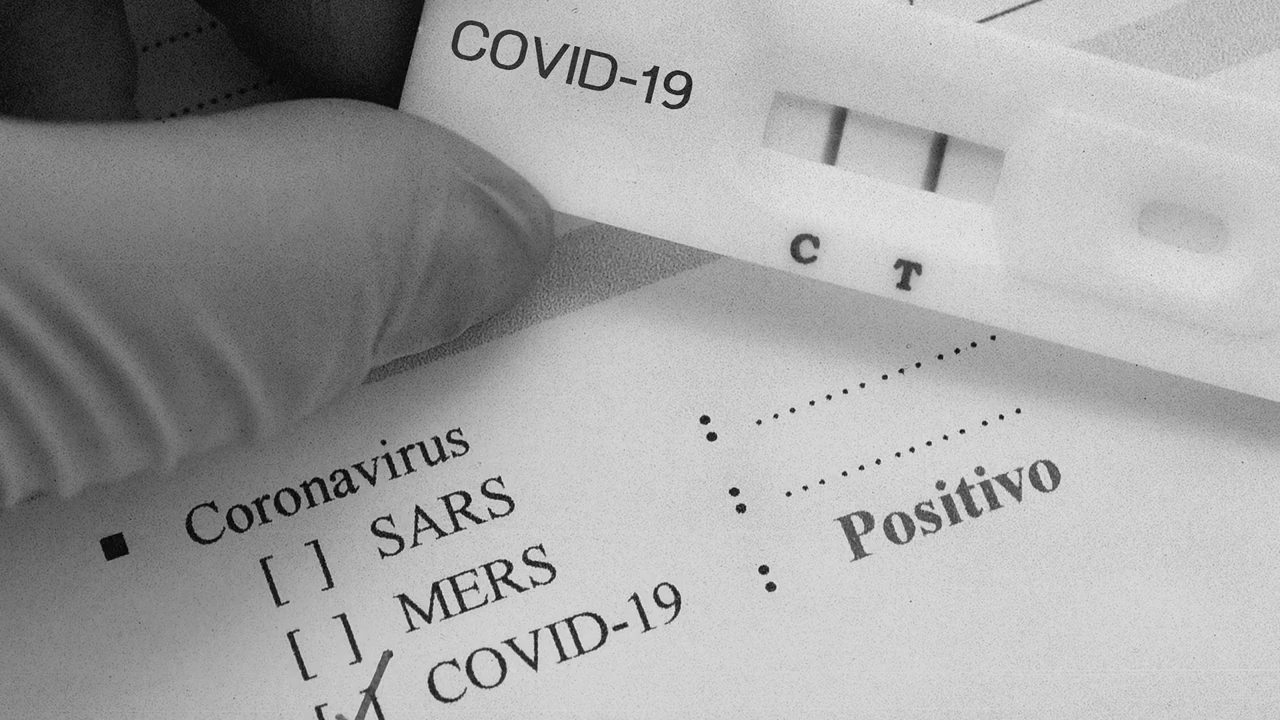 COVID-19
C T
■ Coronavirus
[ ] SARS : ....................
[ ] MERS : ....................
[✓] COVID-19 : Positivo